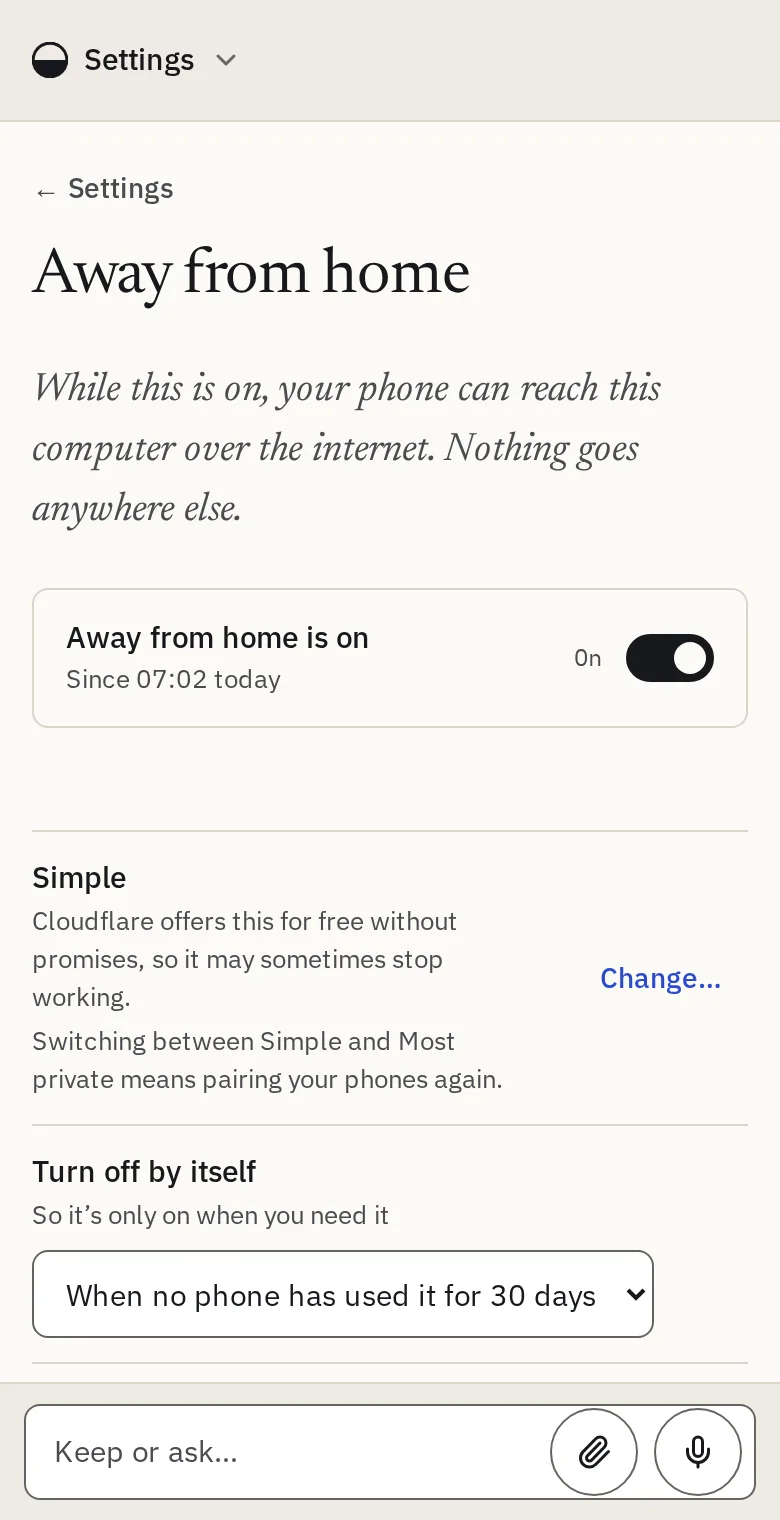 Settings
← Settings
Away from home
While this is on, your phone can reach this
computer over the internet. Nothing goes
anywhere else.
Away from home is on
Since 07:02 today
On
Simple
Cloudflare offers this for free without
promises, so it may sometimes stop
working.
Switching between Simple and Most
private means pairing your phones again.
Change…
Turn off by itself
So it’s only on when you need it
When no phone has used it for 30 days
Keep or ask…